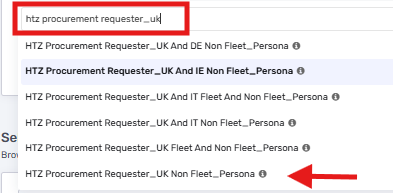 htz procurement requester_uk
HTZ Procurement Requester_UK And DE Non Fleet_Persona
HTZ Procurement Requester_UK And IE Non Fleet_Persona
HTZ Procurement Requester_UK And IT Fleet And Non Fleet_Persona
HTZ Procurement Requester_UK And IT Non Fleet_Persona
HTZ Procurement Requester_UK Fleet And Non Fleet_Persona
Se
Brow
HTZ Procurement Requester_UK Non Fleet_Persona